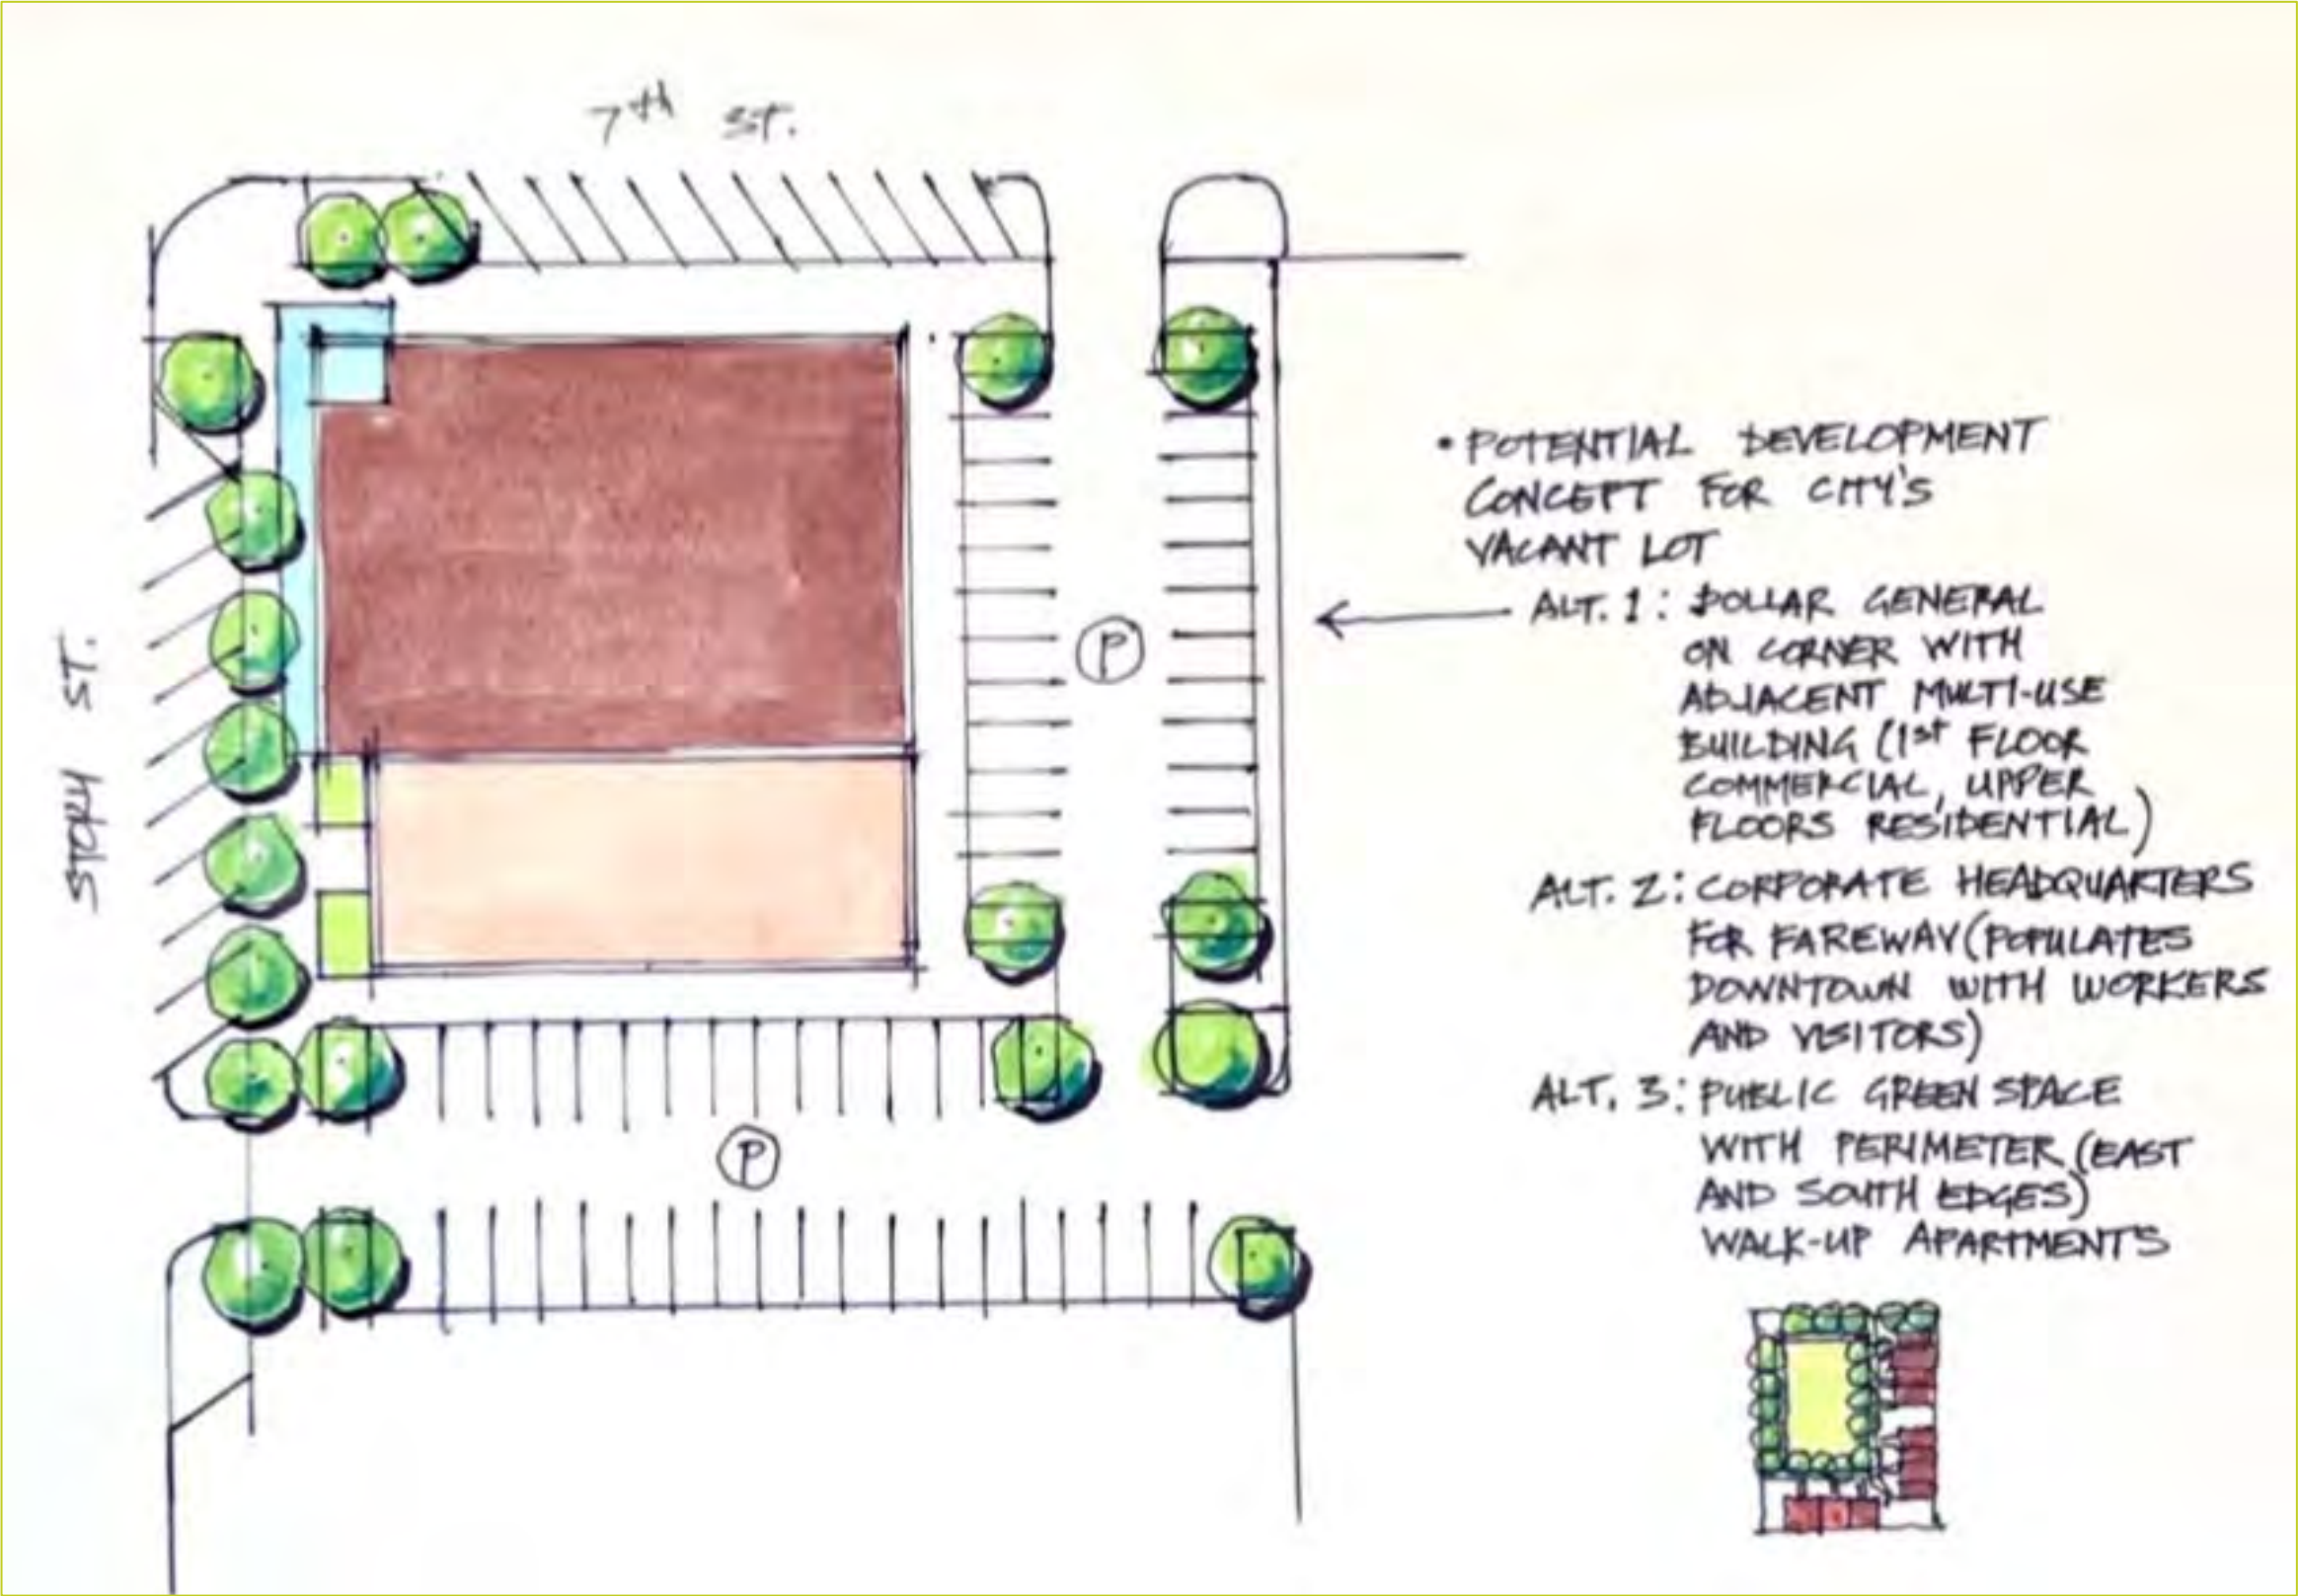 7th ST.
STORY ST.
P
P
• POTENTIAL DEVELOPMENT
CONCEPT FOR CITY'S
VACANT LOT
ALT. 1: DOLLAR GENERAL
ON CORNER WITH
ADJACENT MULTI-USE
BUILDING (1st FLOOR
COMMERCIAL, UPPER
FLOORS RESIDENTIAL)
ALT. 2: CORPORATE HEADQUARTERS
FOR FAREWAY (POPULATES
DOWNTOWN WITH WORKERS
AND VISITORS)
ALT. 3: PUBLIC GREEN SPACE
WITH PERIMETER (EAST
AND SOUTH EDGES)
WALK-UP APARTMENTS